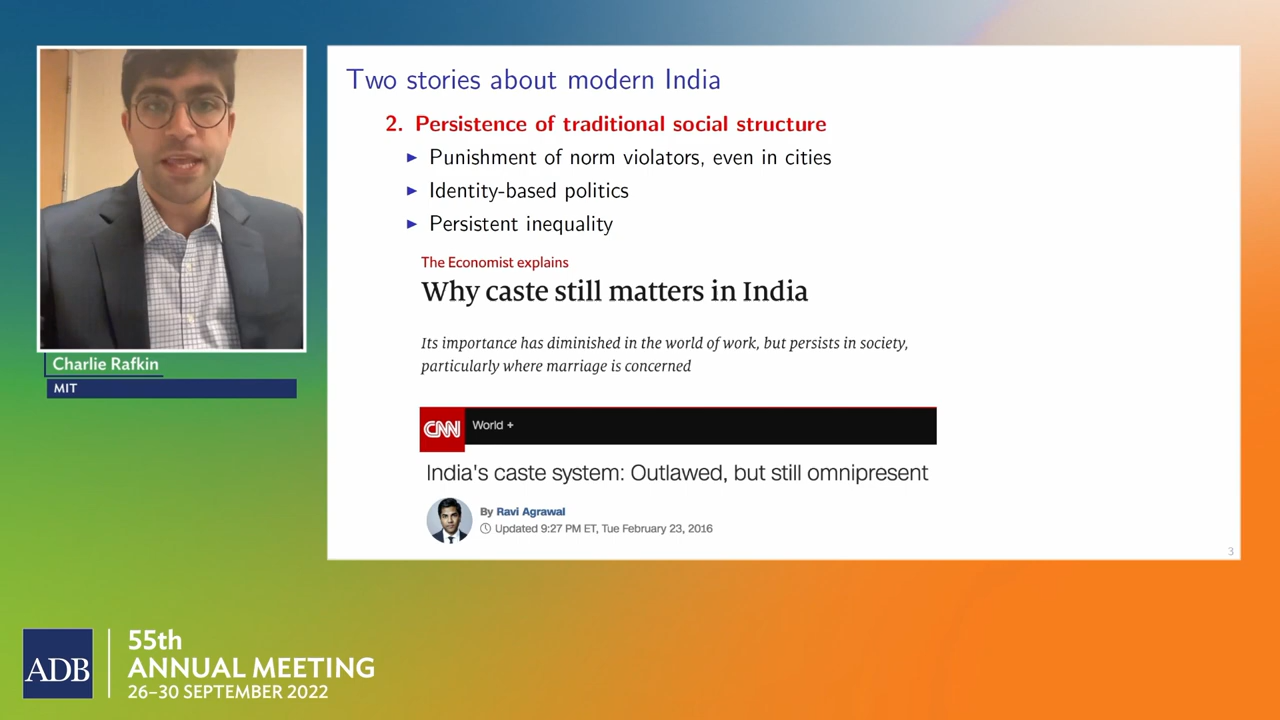 Two stories about modern India
2. Persistence of traditional social structure
▶ Punishment of norm violators, even in cities
▶ Identity-based politics
▶ Persistent inequality
The Economist explains
Why caste still matters in India
Its importance has diminished in the world of work, but persists in society,
particularly where marriage is concerned
CNN World +
India's caste system: Outlawed, but still omnipresent
By Ravi Agrawal
Updated 9:27 PM ET, Tue February 23, 2016
3
Charlie Rafkin
MIT
ADB
55th
ANNUAL MEETING
26–30 SEPTEMBER 2022